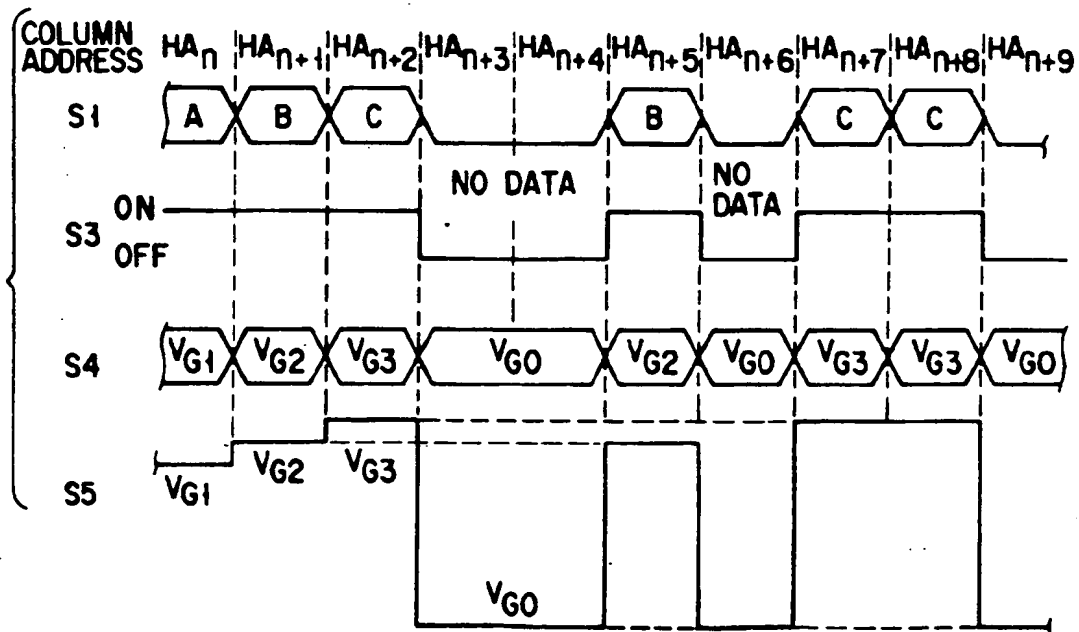 COLUMN ADDRESS HAn HAn+1 HAn+2 HAn+3 HAn+4 HAn+5 HAn+6 HAn+7 HAn+8 HAn+9
S1 A B C B C C
NO DATA NO DATA
ON
S3
OFF
S4 VG1 VG2 VG3 VG0 VG2 VG0 VG3 VG3 VG0
S5 VG1 VG2 VG3
VG0